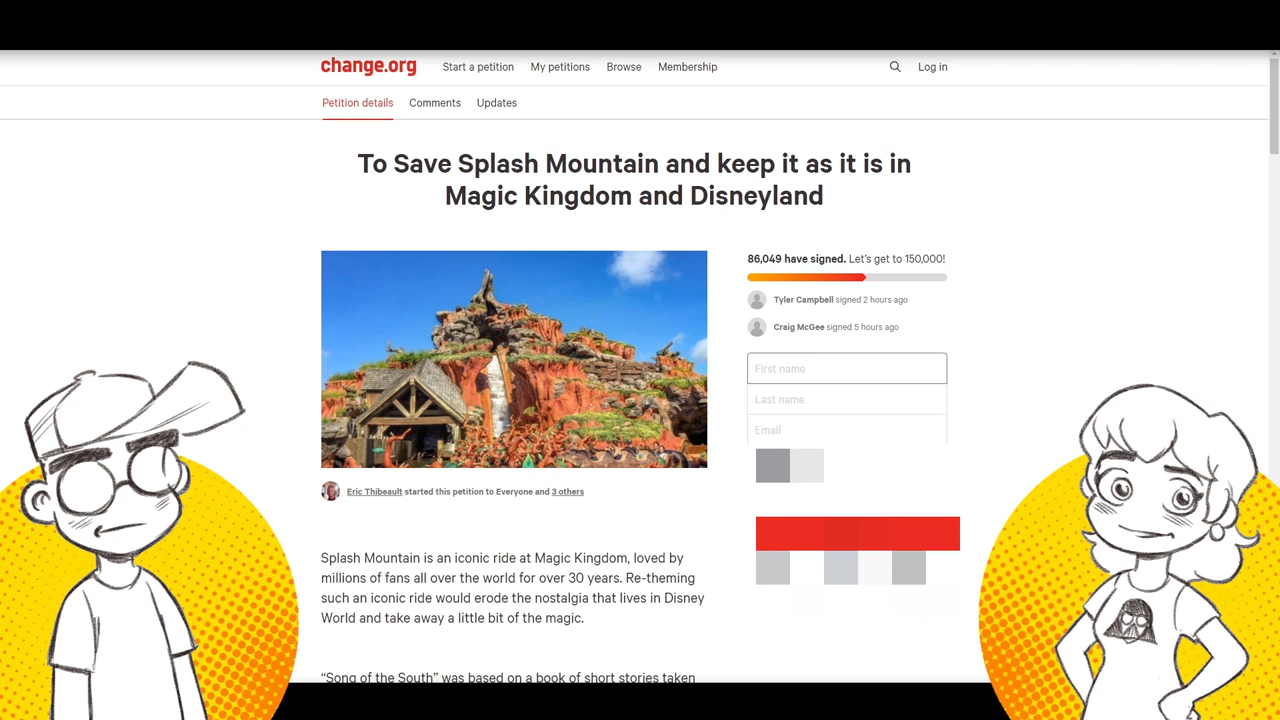 change.org
Start a petition
My petitions
Browse
Membership
Log in
Petition details
Comments
Updates
To Save Splash Mountain and keep it as it is in
Magic Kingdom and Disneyland
86,049 have signed. Let's get to 150,000!
Tyler Campbell signed 2 hours ago
Craig McGee signed 5 hours ago
First name
Last name
Email
Eric Thibeault started this petition to Everyone and 3 others
Splash Mountain is an iconic ride at Magic Kingdom, loved by
millions of fans all over the world for over 30 years. Re-theming
such an iconic ride would erode the nostalgia that lives in Disney
World and take away a little bit of the magic.
“Song of the South” was based on a book of short stories taken